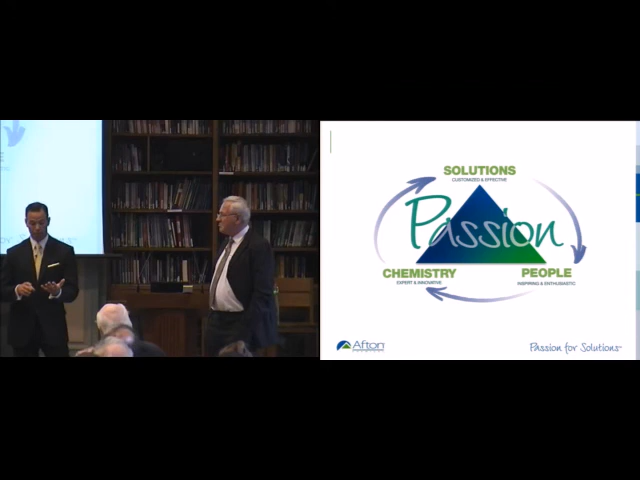 SOLUTIONS
CUSTOMIZED & EFFECTIVE
Passion
CHEMISTRY
EXPERT & INNOVATIVE
PEOPLE
INSPIRING & ENTHUSIASTIC
Afton
Passion for Solutions